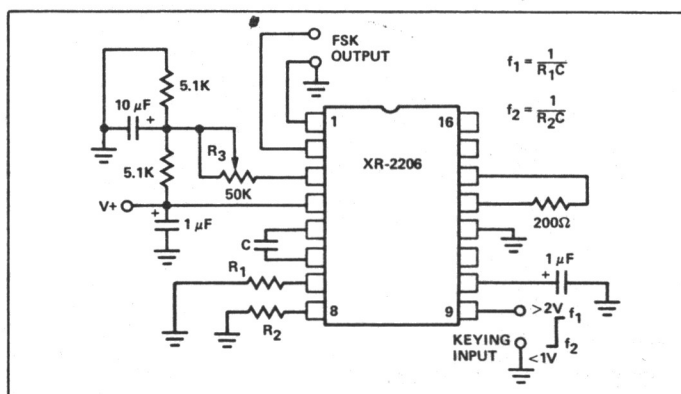 FSK
OUTPUT
f₁ = 1/R₁C
f₂ = 1/R₂C
5.1K
10 µF +
5.1K
R₃
50K
V+
+
1 µF
C
R₁
R₂
1
16
XR-2206
8
9
200Ω
1 µF
+
>2V
f₁
KEYING
INPUT
f₂
<1V